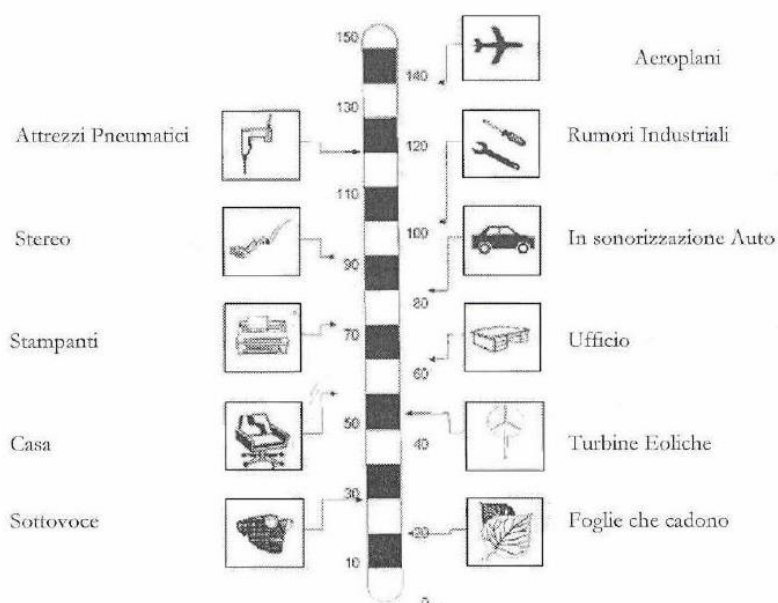 150
Aeroplani
140
130
Attrezzi Pneumatici
Rumori Industriali
120
110
Stereo
100
In sonorizzazione Auto
90
80
Stampanti
70
Ufficio
60
50
Casa
40
Turbine Eoliche
30
Sottovoce
20
Foglie che cadono
10
0